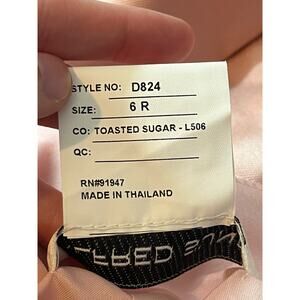 STYLE NO: D824
SIZE: 6 R
CO: TOASTED SUGAR - L506
QC:
RN#91947
MADE IN THAILAND